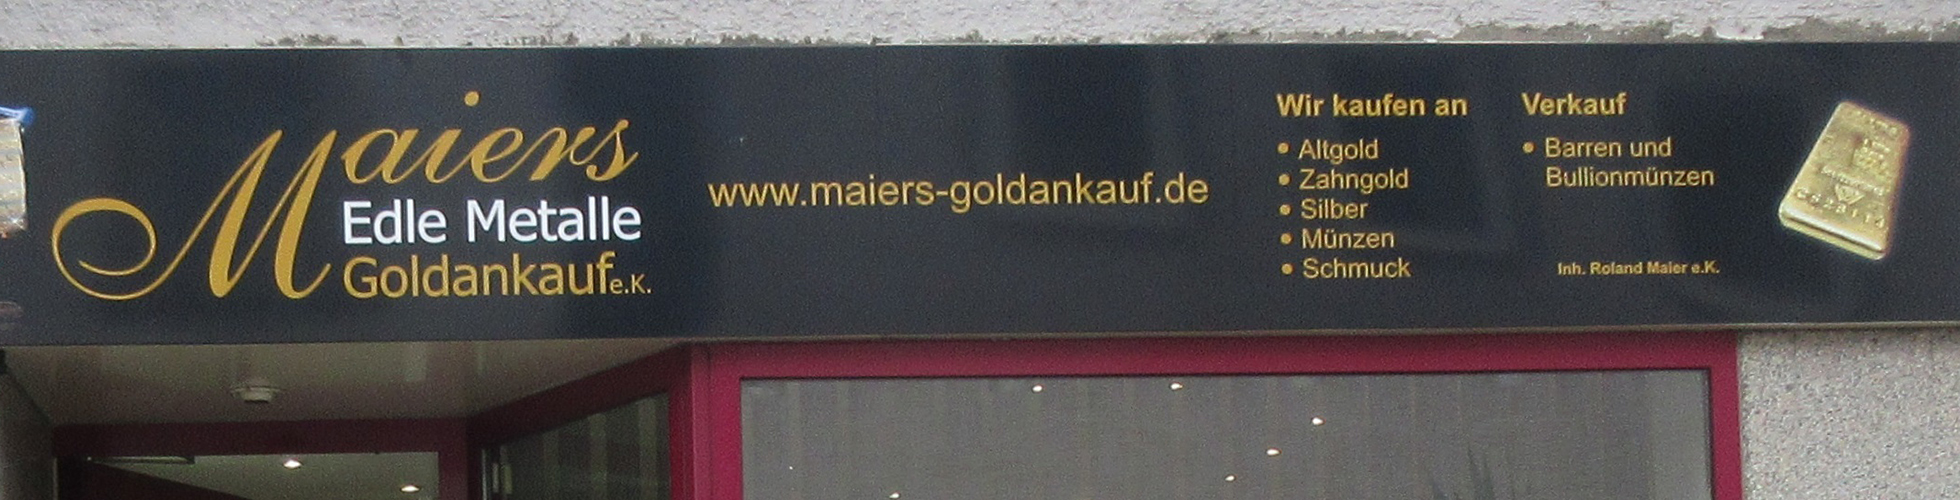 Maiers
Edle Metalle
Goldankauf e.K.
www.maiers-goldankauf.de
Wir kaufen an
• Altgold
• Zahngold
• Silber
• Münzen
• Schmuck
Verkauf
• Barren und
Bullionmünzen
Inh. Roland Maier e.K.